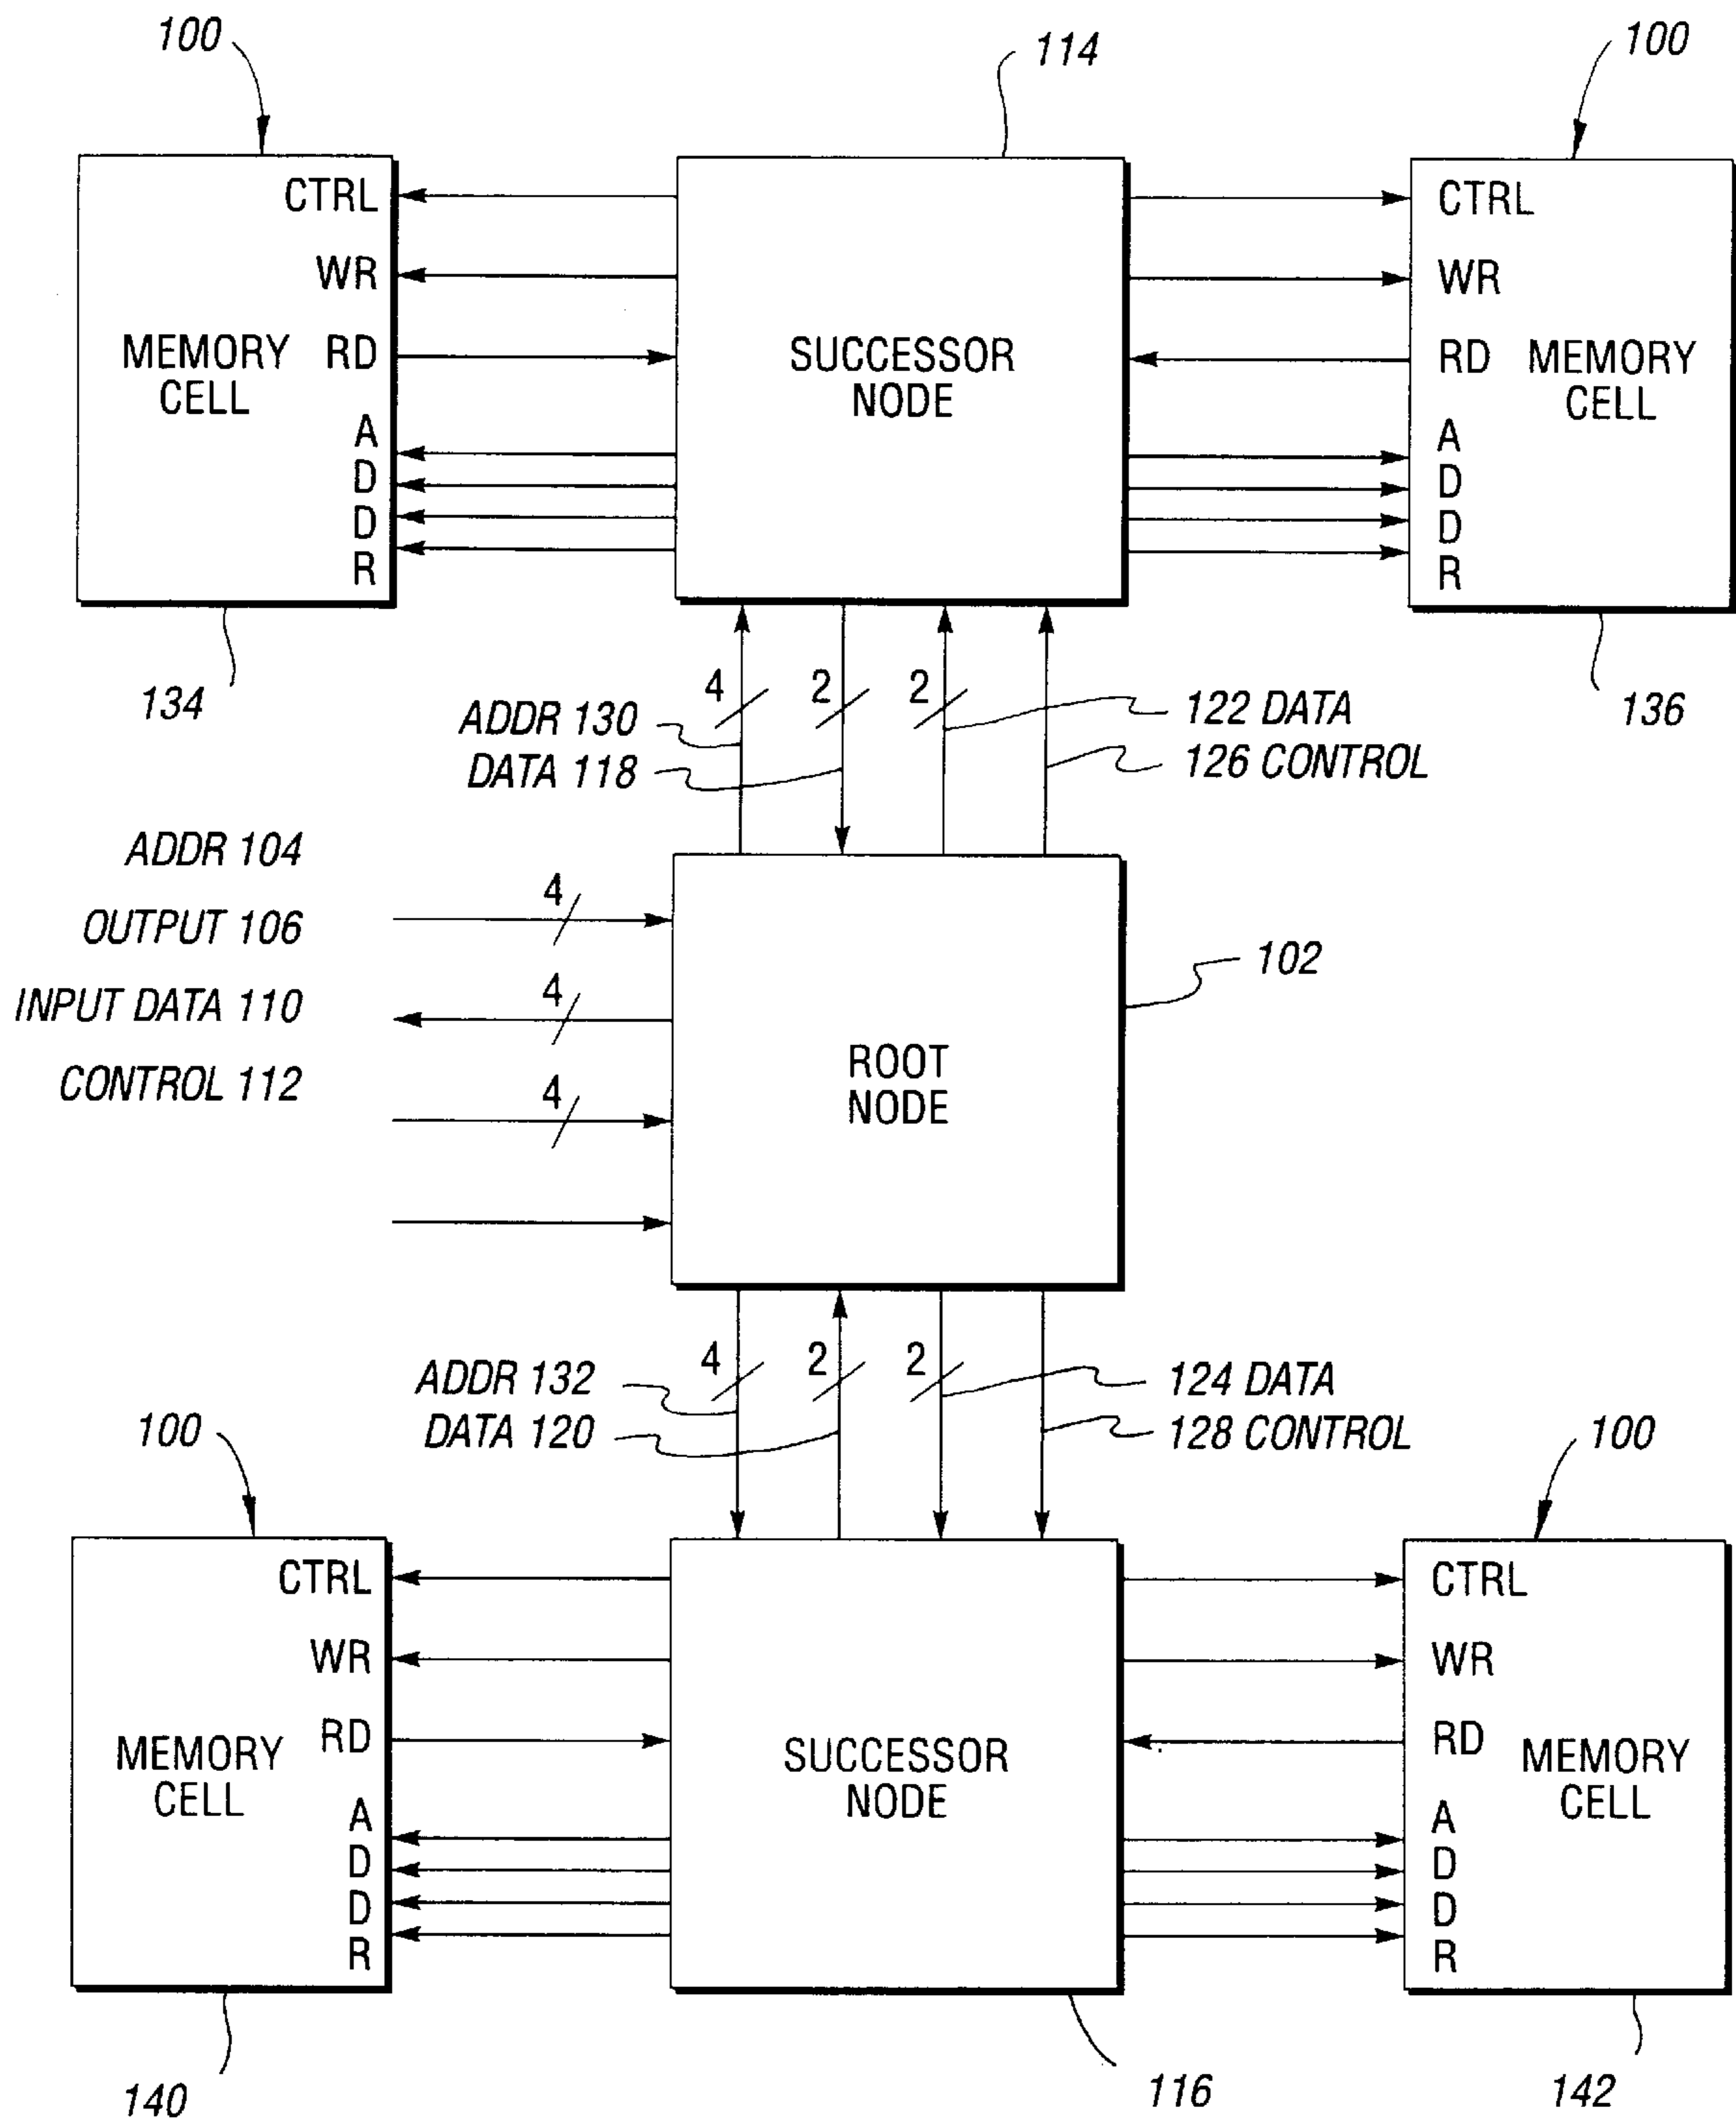 100
114
100
CTRL
WR
RD
MEMORY
CELL
A
D
D
R
SUCCESSOR
NODE
CTRL
WR
RD
MEMORY
CELL
A
D
D
R
134
136
4
2
2
ADDR 130
DATA 118
122 DATA
126 CONTROL
ADDR 104
OUTPUT 106
INPUT DATA 110
CONTROL 112
4
4
4
102
ROOT
NODE
4
2
2
ADDR 132
DATA 120
124 DATA
128 CONTROL
100
100
CTRL
WR
RD
MEMORY
CELL
A
D
D
R
SUCCESSOR
NODE
CTRL
WR
RD
MEMORY
CELL
A
D
D
R
140
116
142